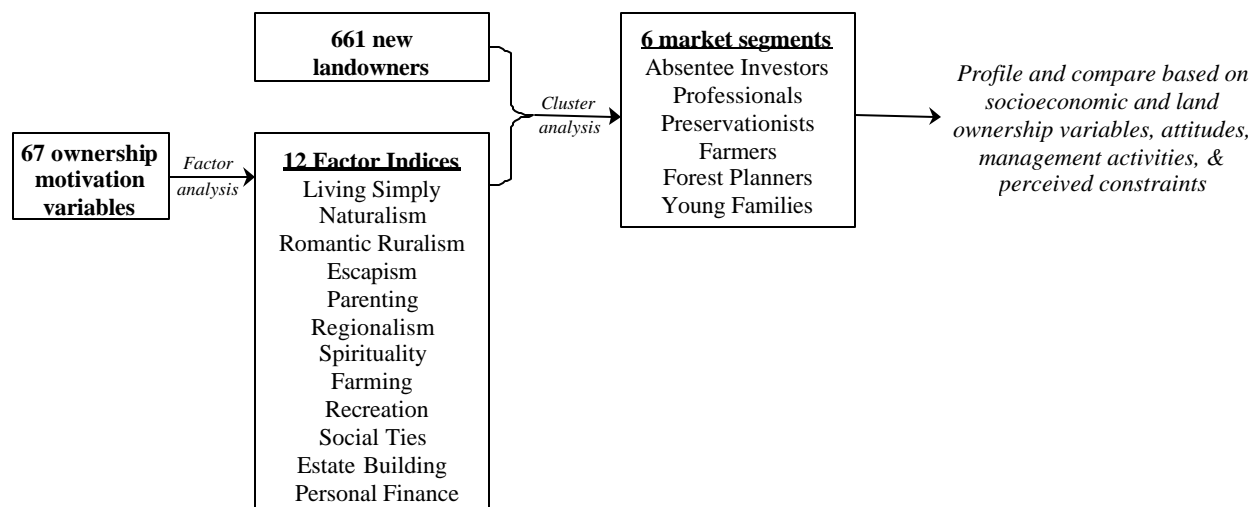 67 ownership
motivation
variables
Factor
analysis
661 new
landowners
12 Factor Indices
Living Simply
Naturalism
Romantic Ruralism
Escapism
Parenting
Regionalism
Spirituality
Farming
Recreation
Social Ties
Estate Building
Personal Finance
Cluster
analysis
6 market segments
Absentee Investors
Professionals
Preservationists
Farmers
Forest Planners
Young Families
Profile and compare based on
socioeconomic and land
ownership variables, attitudes,
management activities, &
perceived constraints